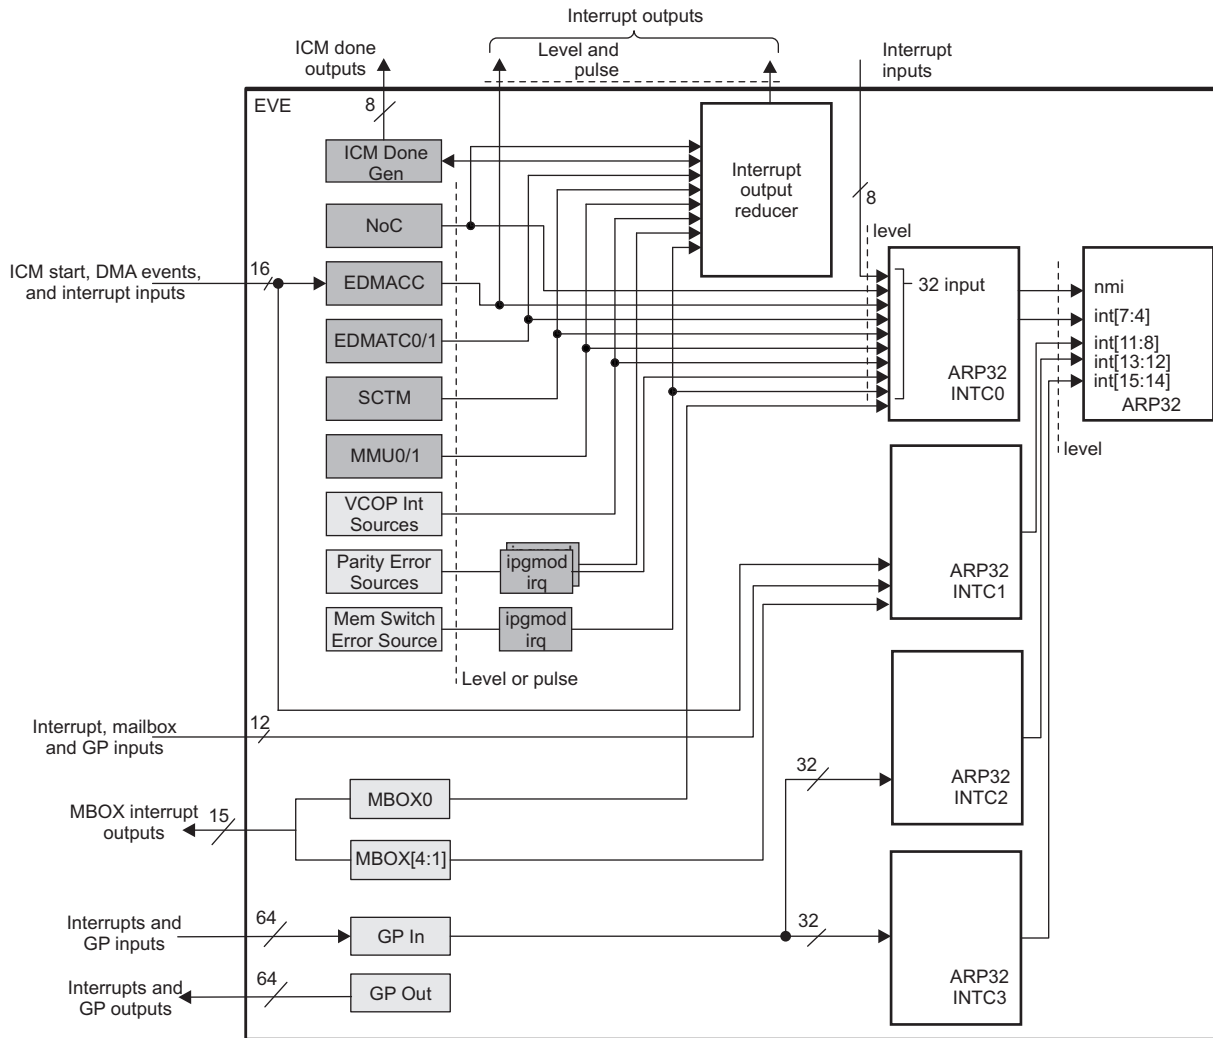 Interrupt outputs
ICM done
outputs
Level and
pulse
Interrupt
inputs
EVE
8
ICM Done
Gen
Interrupt
output
reducer
8
NoC
level
level
ICM start, DMA events,
and interrupt inputs
16
EDMACC
32 input
nmi
int[7:4]
int[11:8]
int[13:12]
int[15:14]
ARP32
EDMATC0/1
ARP32
INTC0
SCTM
MMU0/1
level
VCOP Int
Sources
Parity Error
Sources
ipgmod
irq
ARP32
INTC1
Mem Switch
Error Source
ipgmod
irq
Level or pulse
Interrupt, mailbox
and GP inputs
12
32
ARP32
INTC2
MBOX interrupt
outputs
15
MBOX0
MBOX[4:1]
Interrupts and
GP inputs
64
GP In
32
Interrupts and
GP outputs
64
GP Out
ARP32
INTC3